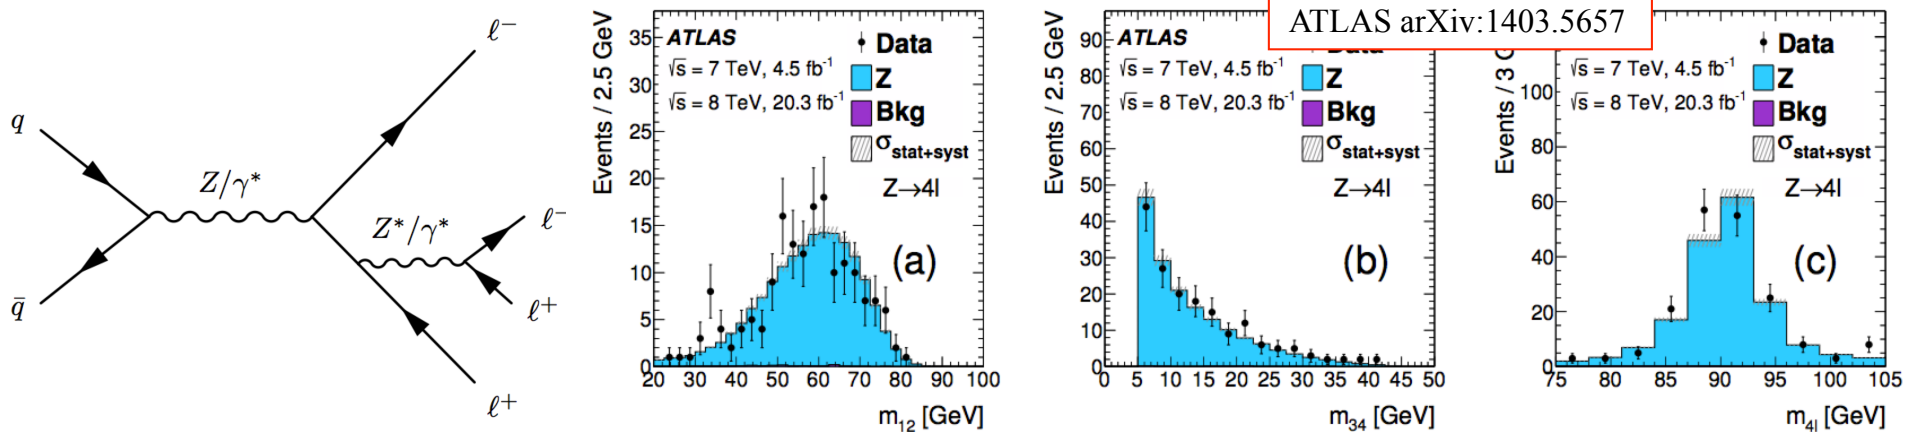 q
q̄
Z/γ*
Z*/γ*
ℓ⁻
ℓ⁻
ℓ⁺
ℓ⁺
Events / 2.5 GeV
35
30
25
20
15
10
5
0
ATLAS
√s = 7 TeV, 4.5 fb⁻¹
√s = 8 TeV, 20.3 fb⁻¹
Data
Z
Bkg
σstat+syst
Z→4l
(a)
20 30 40 50 60 70 80 90 100
m₁₂ [GeV]
Events / 2.5 GeV
90
80
70
60
50
40
30
20
10
0
ATLAS
√s = 7 TeV, 4.5 fb⁻¹
√s = 8 TeV, 20.3 fb⁻¹
Z
Bkg
σstat+syst
Z→4l
(b)
0 5 10 15 20 25 30 35 40 45 50
m₃₄ [GeV]
ATLAS arXiv:1403.5657
Events / 3
100
80
60
40
20
0
√s = 7 TeV, 4.5 fb⁻¹
√s = 8 TeV, 20.3 fb⁻¹
Data
Z
Bkg
σstat+syst
Z→4l
(c)
75 80 85 90 95 100 105
m₄ₗ [GeV]